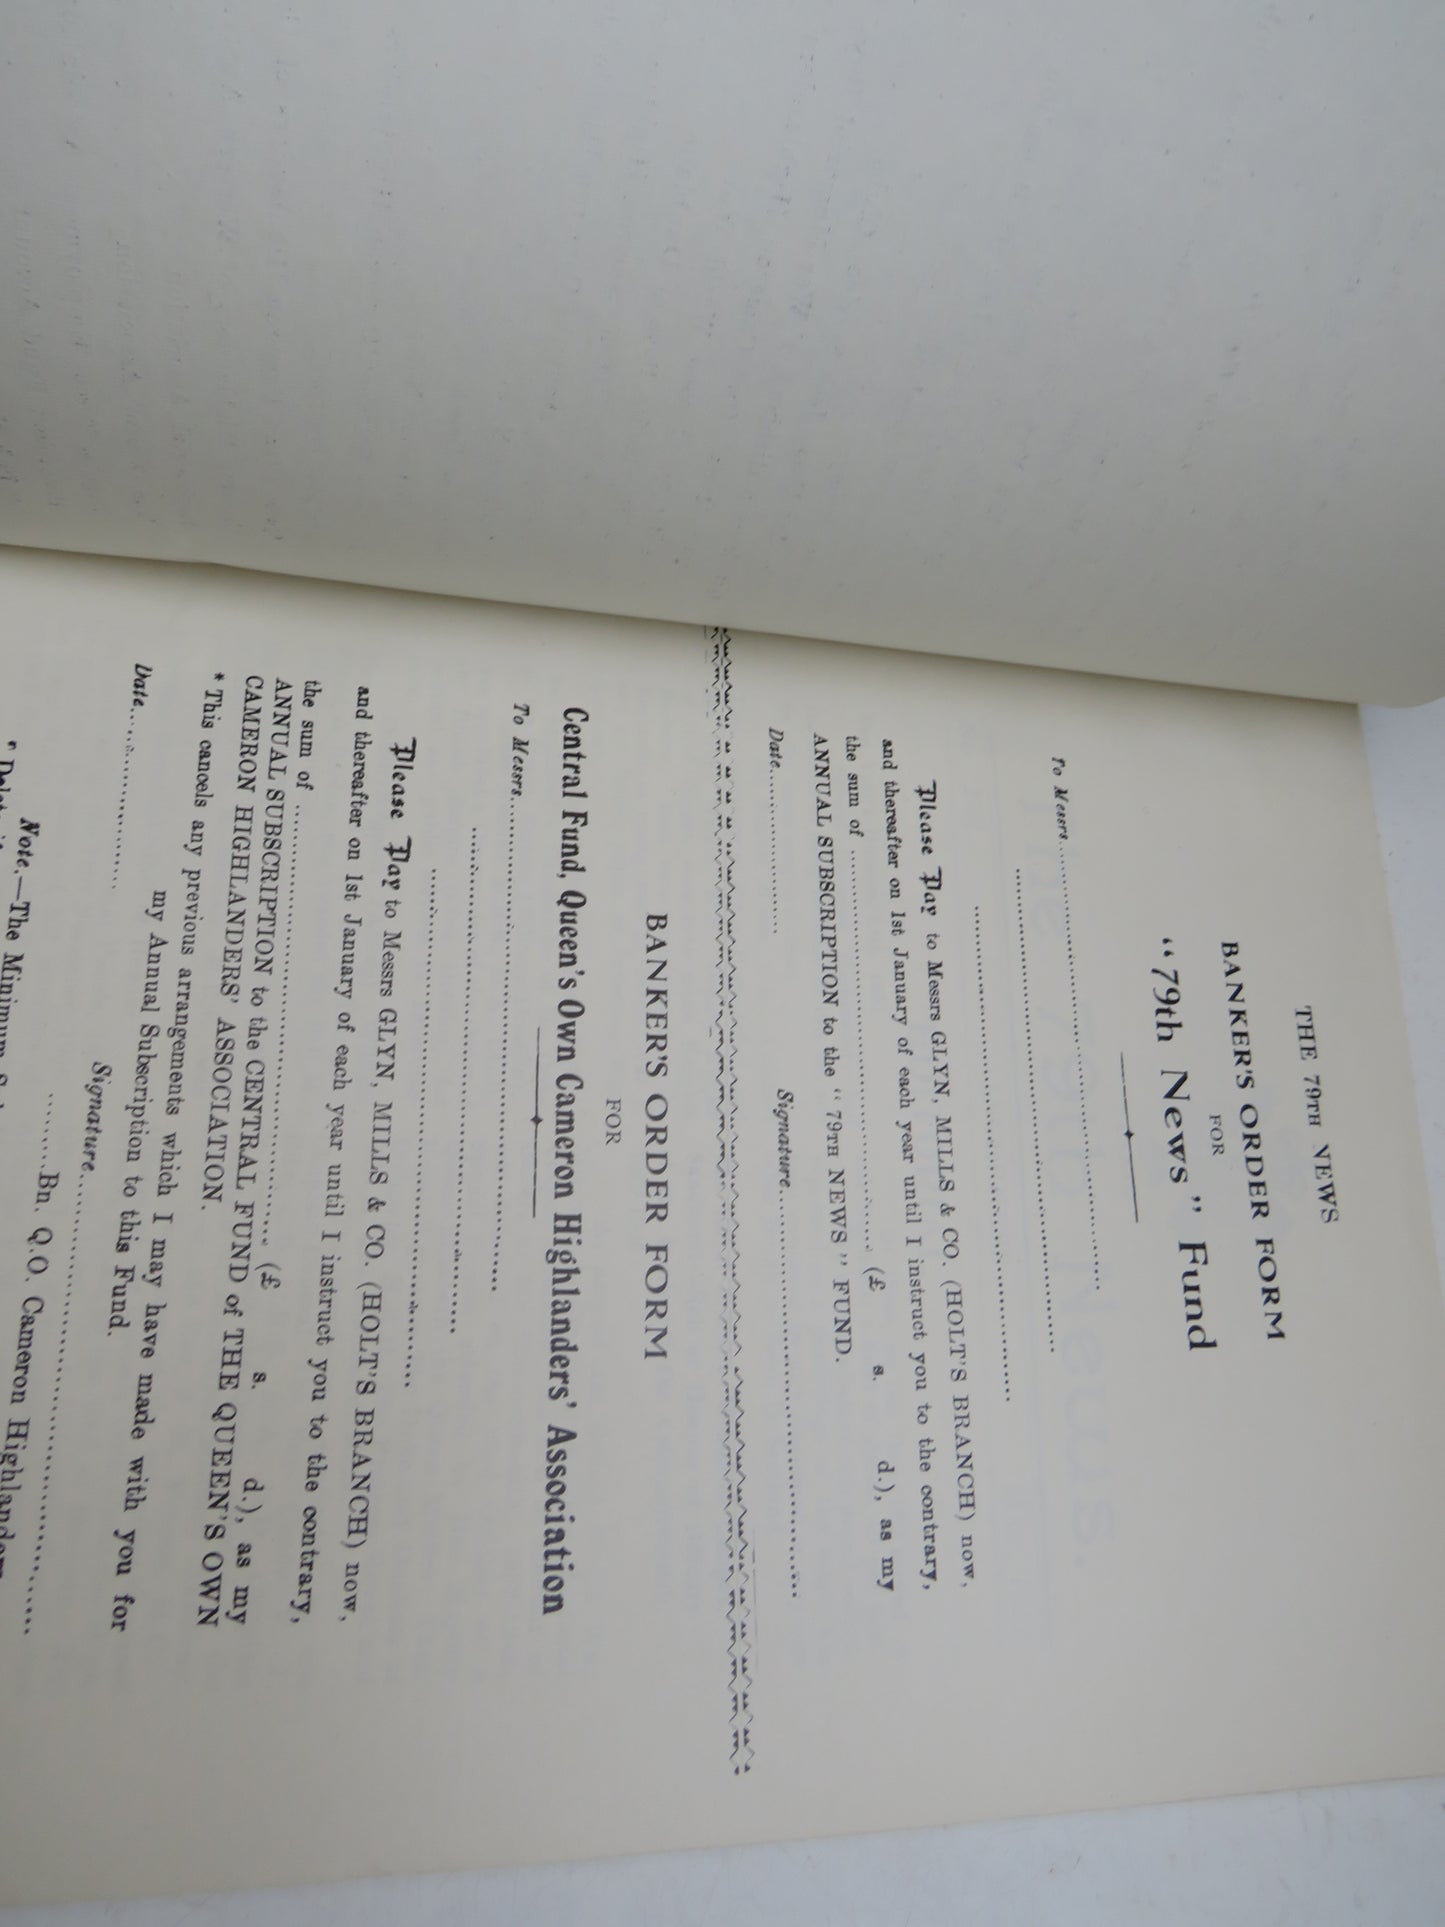 THE 79TH NEWS
BANKER'S ORDER FORM
FOR
"79th News" Fund
To Messrs............................................................
............................................................
............................................................
Please Pay to Messrs GLYN, MILLS & CO. (HOLT'S BRANCH) now,
and thereafter on 1st January of each year until I instruct you to the contrary,
the sum of ............................................................ (£ s. d.), as my
ANNUAL SUBSCRIPTION to the "79TH NEWS" FUND.
Date........................ Signature............................................................
BANKER'S ORDER FORM
FOR
Central Fund, Queen's Own Cameron Highlanders' Association
To Messrs............................................................
............................................................
............................................................
Please Pay to Messrs GLYN, MILLS & CO. (HOLT'S BRANCH) now,
and thereafter on 1st January of each year until I instruct you to the contrary,
the sum of ............................................................ (£ s. d.), as my
ANNUAL SUBSCRIPTION to the CENTRAL FUND of THE QUEEN'S OWN
CAMERON HIGHLANDERS' ASSOCIATION.
* This cancels any previous arrangements which I may have made with you for
my Annual Subscription to this Fund.
Date........................ Signature............................................................
..........Bn. Q.O. Cameron Highlanders
Note.—The Minimum